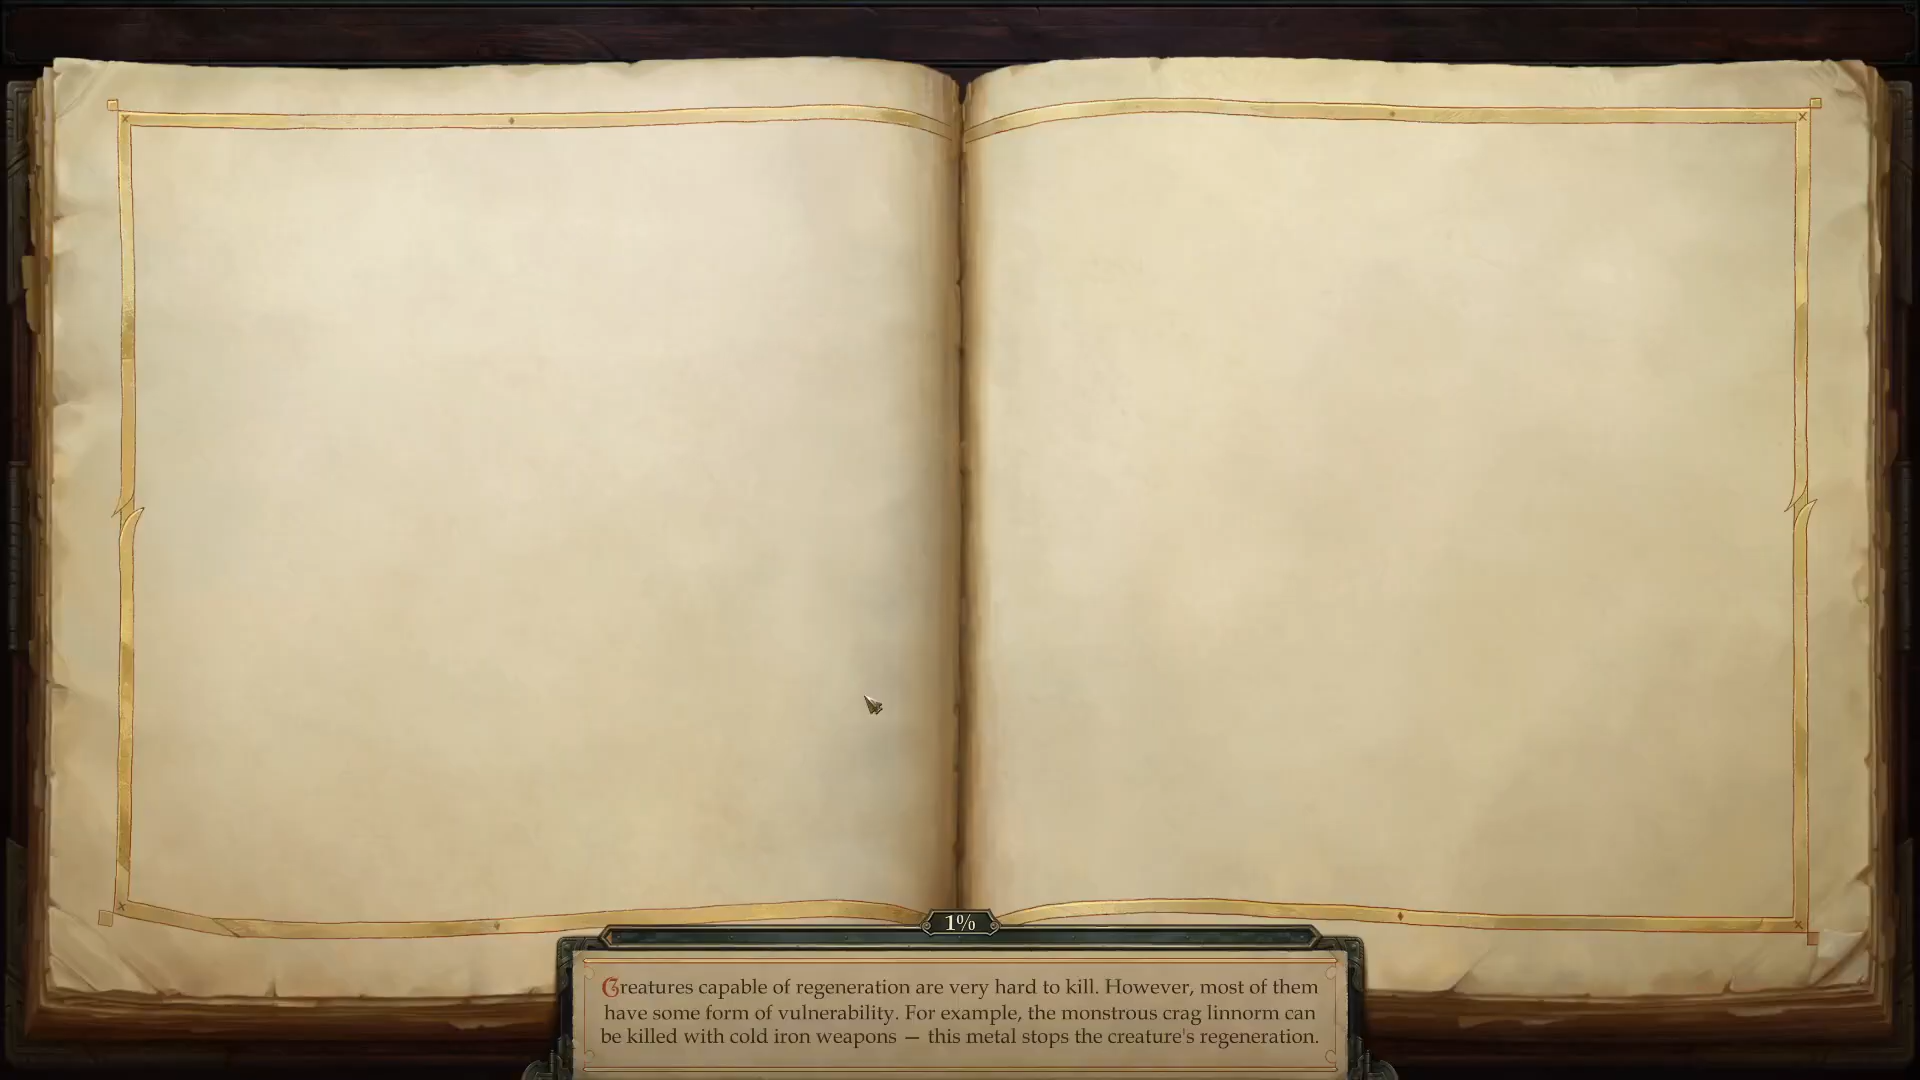 1%
Creatures capable of regeneration are very hard to kill. However, most of them
have some form of vulnerability. For example, the monstrous crag linnorm can
be killed with cold iron weapons — this metal stops the creature's regeneration.